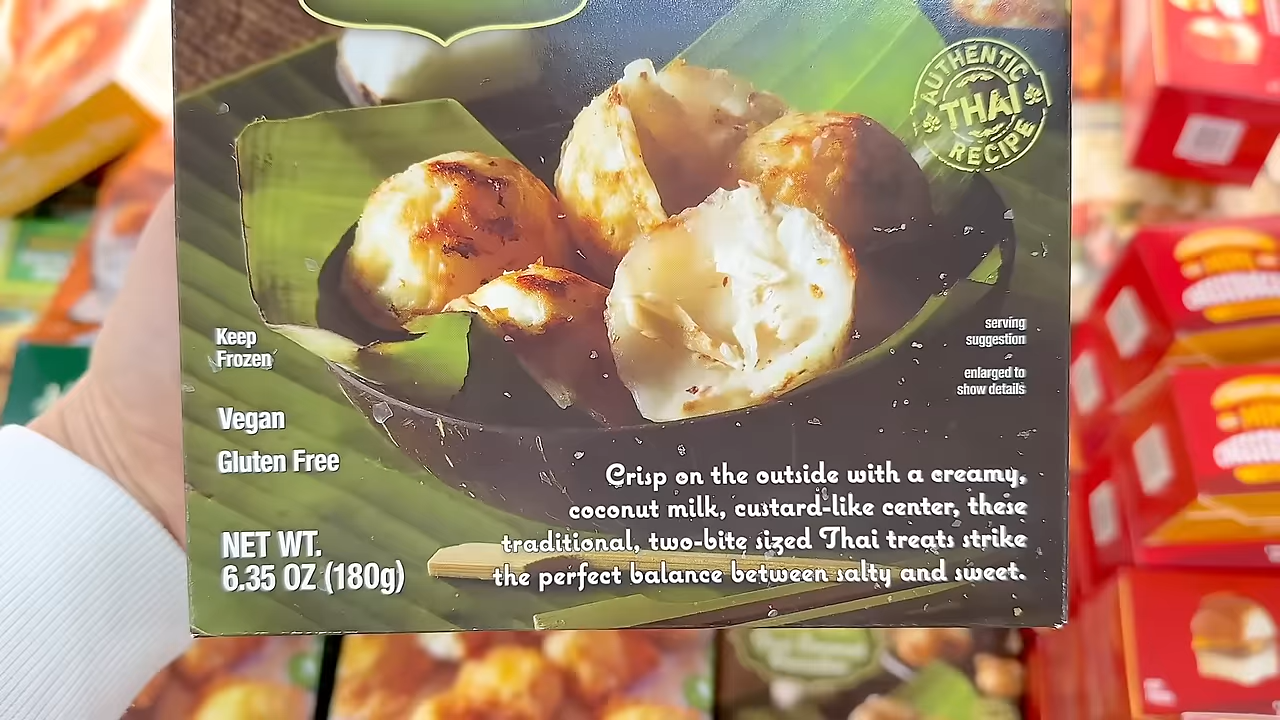 AUTHENTIC
THAI
RECIPE
Keep
Frozen
Vegan
Gluten Free
serving
suggestion
enlarged to
show details
Crisp on the outside with a creamy,
coconut milk, custard-like center, these
traditional, two-bite sized Thai treats strike
the perfect balance between salty and sweet.
NET WT.
6.35 OZ (180g)
MINI
MINI